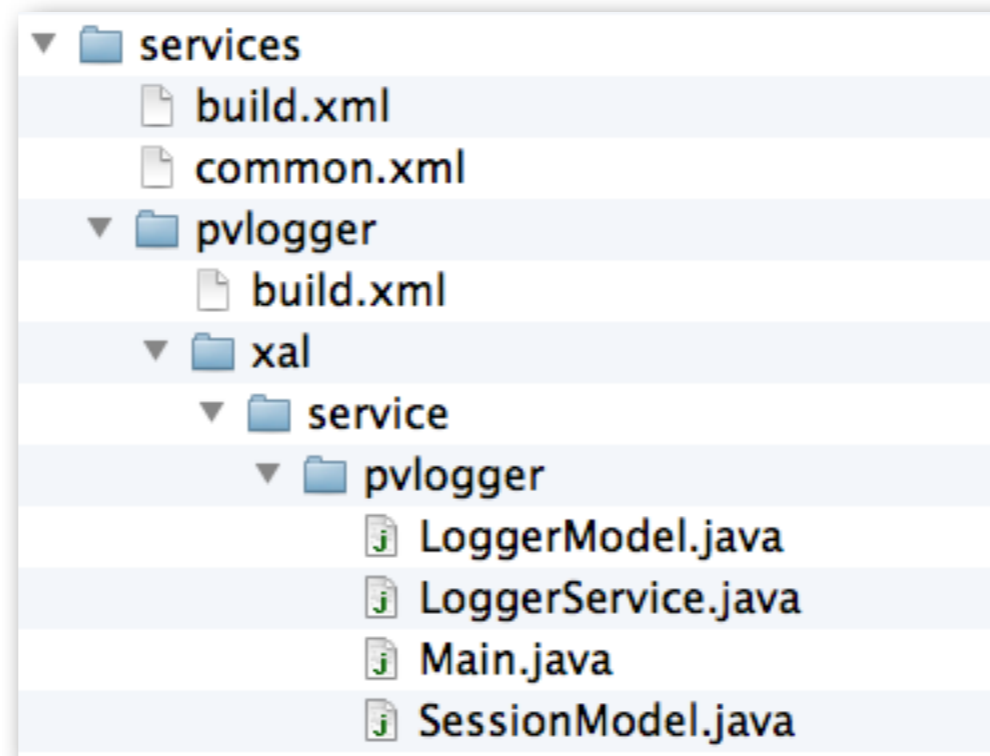 services
build.xml
common.xml
pvlogger
build.xml
xal
service
pvlogger
LoggerModel.java
LoggerService.java
Main.java
SessionModel.java